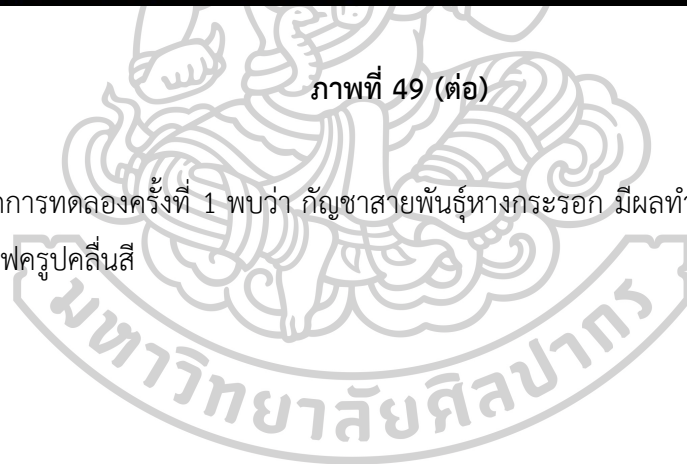 ภาพที่ 49 (ต่อ)
การทดลองครั้งที่ 1 พบว่า กัญชาสายพันธุ์หางกระรอก มีผลทำ
ฟครูปคลื่นสี
มหาวิทยาลัยศิลปากร